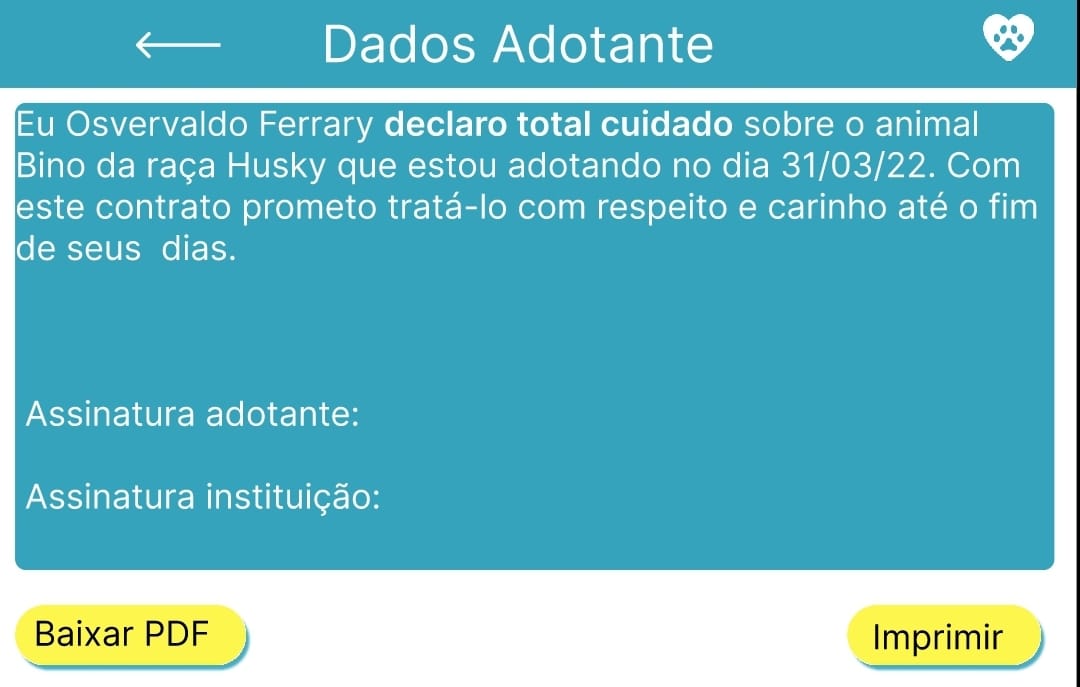 Dados Adotante
Eu Osvervaldo Ferrary declaro total cuidado sobre o animal
Bino da raça Husky que estou adotando no dia 31/03/22. Com
este contrato prometo tratá-lo com respeito e carinho até o fim
de seus dias.
Assinatura adotante:
Assinatura instituição:
Baixar PDF
Imprimir